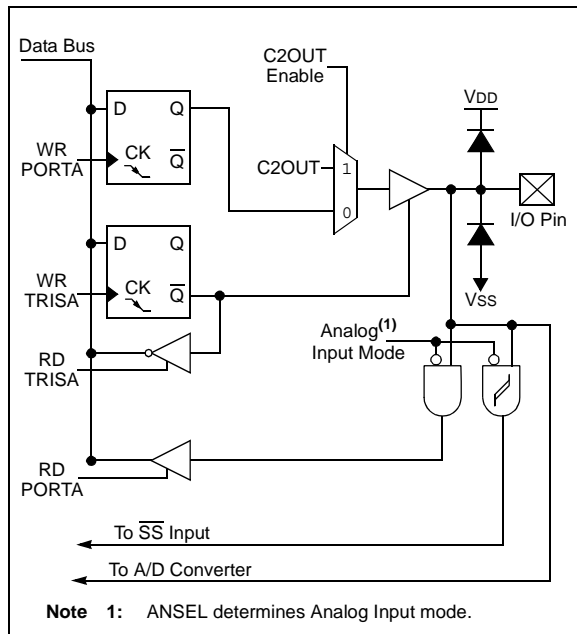 Data Bus
C2OUT
Enable
VDD
D Q
WR
PORTA
CK
Q
C2OUT
1
0
I/O Pin
D Q
WR
TRISA
CK
Q
VSS
Analog(1)
Input Mode
RD
TRISA
RD
PORTA
To SS Input
To A/D Converter
Note 1: ANSEL determines Analog Input mode.